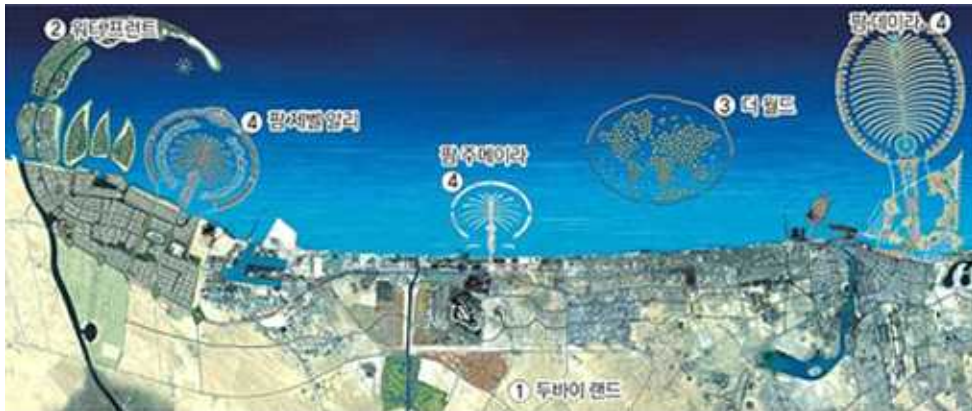 ② 워터프런트
팜 데이라 ④
④ 팜 제벨 알리
③ 더 월드
팜 주메이라
④
① 두바이 랜드